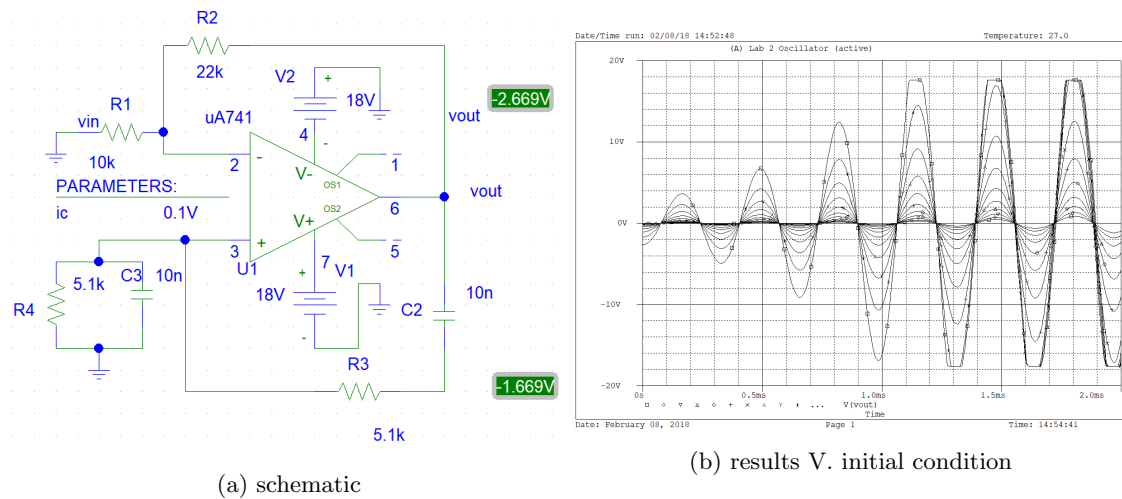 R2
22k
V2
+
18V
-2.669V
vout
R1
vin
uA741
4
-
10k
2
-
V-
OS1
1
PARAMETERS:
ic
0.1V
vout
6
OS2
V+
3
+
5
U1
7
V1
+
18V
-
R4
5.1k
C3
10n
10n
C2
R3
-1.669V
5.1k
(a) schematic
Date/Time run: 02/08/18 14:52:48
Temperature: 27.0
(A) Lab 2 Oscillator (active)
20V
10V
0V
-10V
-20V
0s
0.5ms
1.0ms
1.5ms
2.0ms
... V(vout)
Time
Date: February 08, 2018
Page 1
Time: 14:54:41
(b) results V. initial condition